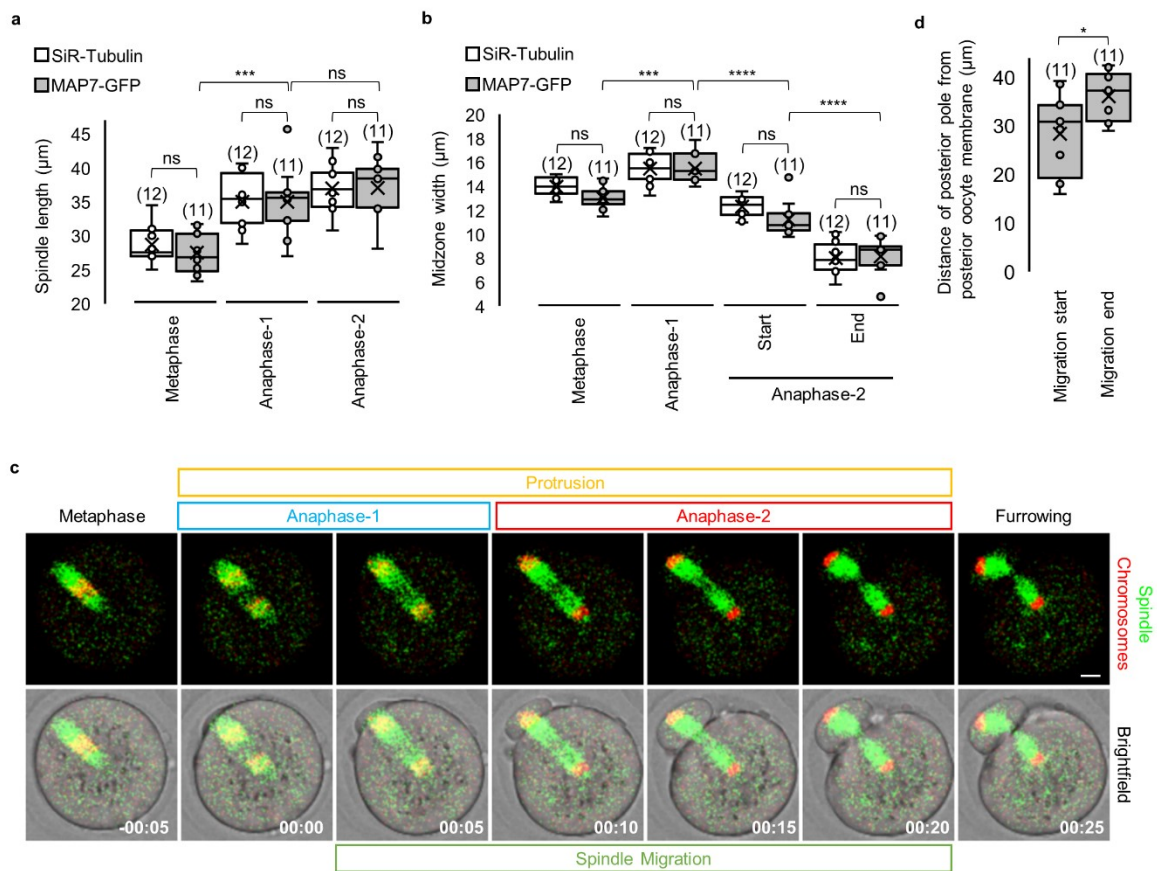 a
SiR-Tubulin
MAP7-GFP
***
ns
ns
ns
ns
(12)
(11)
(12)
(11)
(12)
(11)
Spindle length (µm)
45
40
35
30
25
20
Metaphase
Anaphase-1
Anaphase-2
b
SiR-Tubulin
MAP7-GFP
***
****
****
ns
ns
ns
ns
(12)
(11)
(12)
(11)
(12)
(11)
(12)
(11)
Midzone width (µm)
20
18
16
14
12
10
8
6
4
Metaphase
Anaphase-1
Start
End
Anaphase-2
d
*
(11)
(11)
Distance of posterior pole from
posterior oocyte membrane (µm)
40
30
20
10
0
Migration start
Migration end
c
Protrusion
Metaphase
Anaphase-1
Anaphase-2
Furrowing
Spindle
Chromosomes
Brightfield
-00:05
00:00
00:05
00:10
00:15
00:20
00:25
Spindle Migration